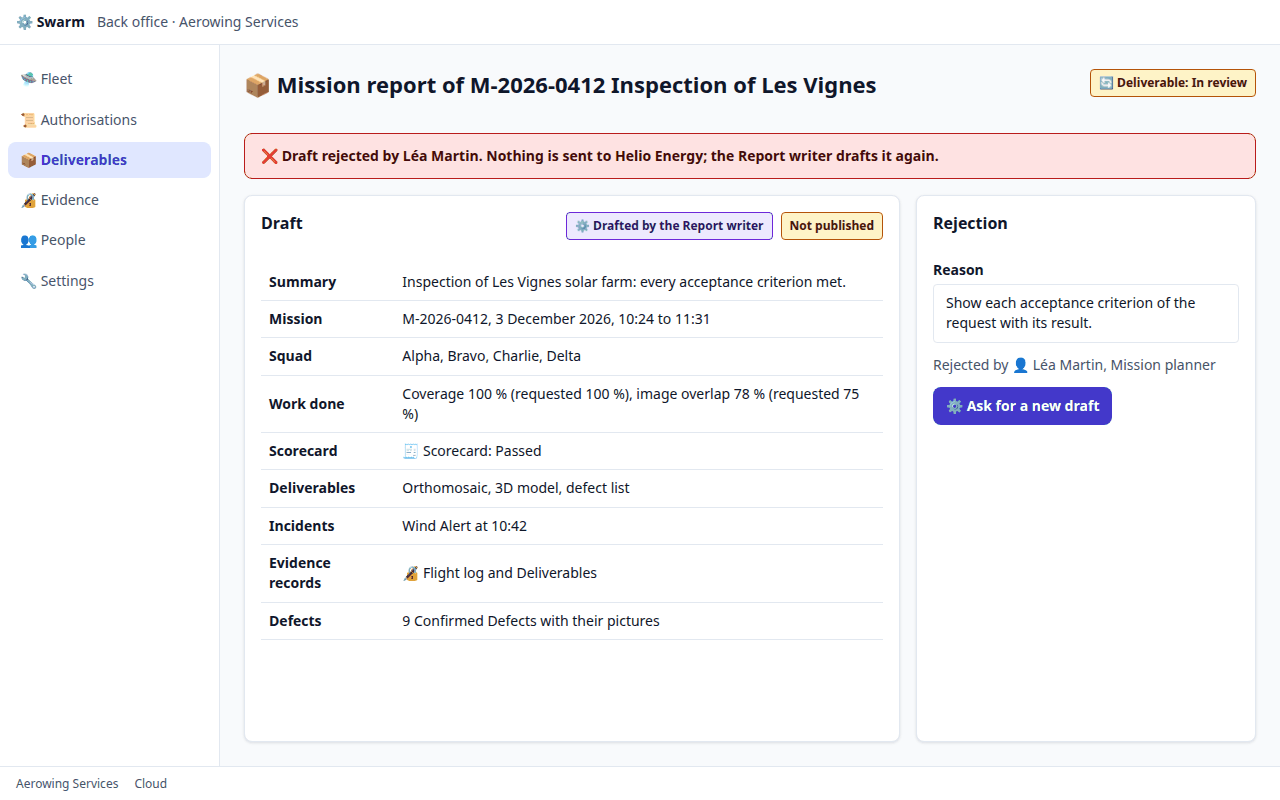 ⚙️ Swarm Back office · Aerowing Services
🛸 Fleet
📜 Authorisations
📦 Deliverables
🔏 Evidence
👥 People
🔧 Settings
📦 Mission report of M-2026-0412 Inspection of Les Vignes
🔄 Deliverable: In review
❌ Draft rejected by Léa Martin. Nothing is sent to Helio Energy; the Report writer drafts it again.
Draft
⚙️ Drafted by the Report writer
Not published
Summary Inspection of Les Vignes solar farm: every acceptance criterion met.
Mission M-2026-0412, 3 December 2026, 10:24 to 11:31
Squad Alpha, Bravo, Charlie, Delta
Work done Coverage 100 % (requested 100 %), image overlap 78 % (requested 75
%)
Scorecard 🧾 Scorecard: Passed
Deliverables Orthomosaic, 3D model, defect list
Incidents Wind Alert at 10:42
Evidence
records 🔏 Flight log and Deliverables
Defects 9 Confirmed Defects with their pictures
Rejection
Reason
Show each acceptance criterion of the
request with its result.
Rejected by 👤 Léa Martin, Mission planner
⚙️ Ask for a new draft
Aerowing Services Cloud